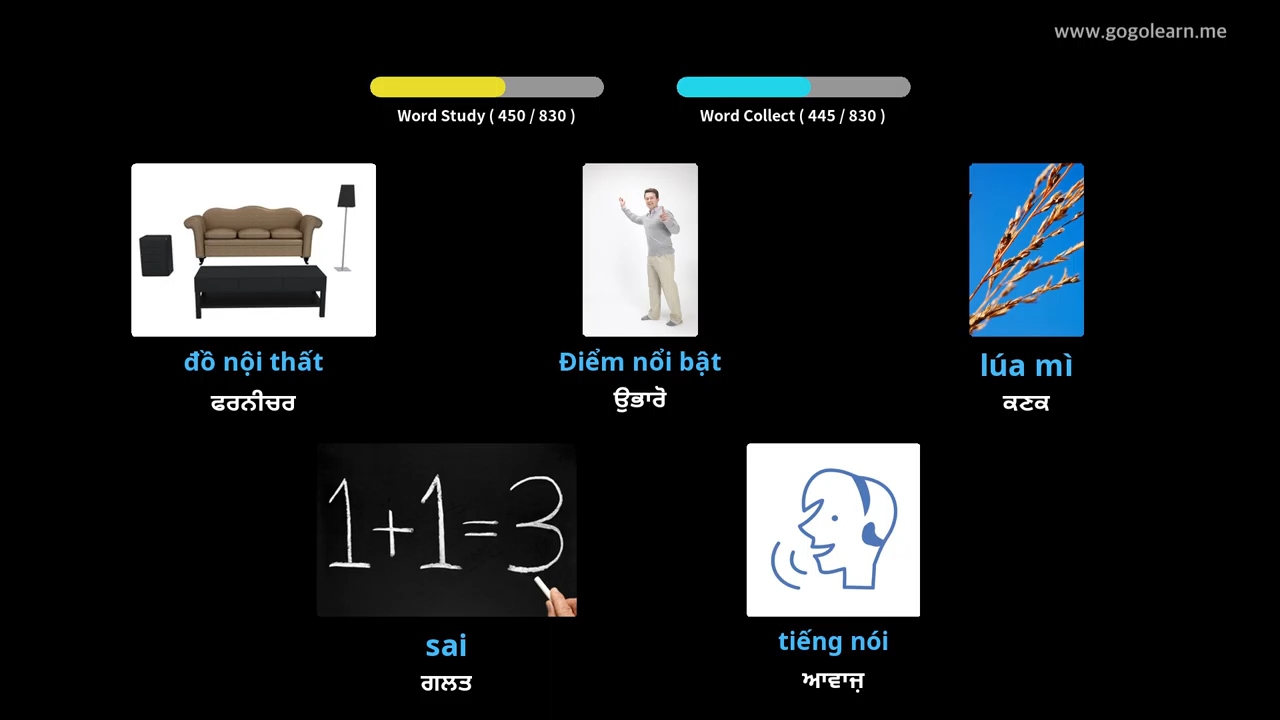 www.gogolearn.me
Word Study ( 450 / 830 )
Word Collect ( 445 / 830 )
đồ nội thất
ਫਰਨੀਚਰ
Điểm nổi bật
ਉਭਾਰੋ
lúa mì
ਕਣਕ
1+1=3
sai
ਗਲਤ
tiếng nói
ਆਵਾਜ਼